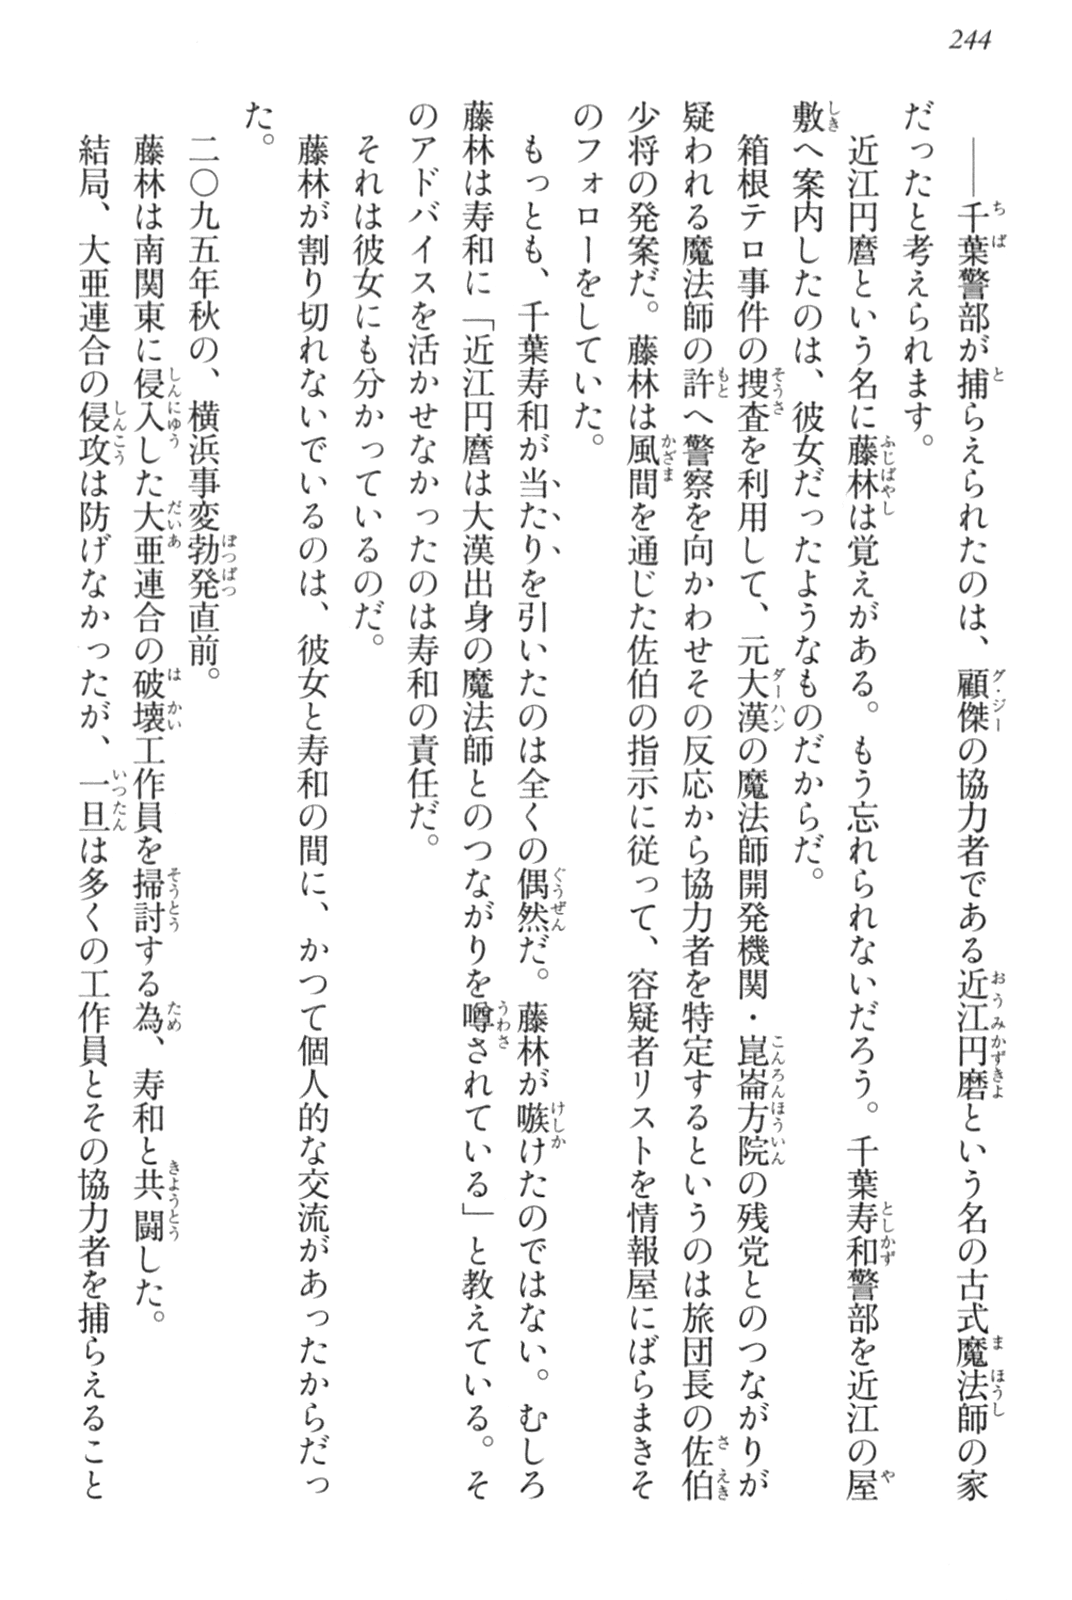 244
――千葉警部が捕らえられたのは、顧傑の協力者である近江円磨という名の古式魔法師の家
だったと考えられます。
近江円麿という名に藤林は覚えがある。もう忘れられないだろう。千葉寿和警部を近江の屋
敷へ案内したのは、彼女だったようなものだからだ。
箱根テロ事件の捜査を利用して、元大漢の魔法師開発機関・崑崙方院の残党とのつながりが
疑われる魔法師の許へ警察を向かわせその反応から協力者を特定するというのは旅団長の佐伯
少将の発案だ。藤林は風間を通じた佐伯の指示に従って、容疑者リストを情報屋にばらまきそ
のフォローをしていた。
もっとも、千葉寿和が当たりを引いたのは全くの偶然だ。藤林が嗾けたのではない。むしろ
藤林は寿和に「近江円麿は大漢出身の魔法師とのつながりを噂されている」と教えている。そ
のアドバイスを活かせなかったのは寿和の責任だ。
それは彼女にも分かっているのだ。
藤林が割り切れないでいるのは、彼女と寿和の間に、かつて個人的な交流があったからだっ
た。
二〇九五年秋の、横浜事変勃発直前。
藤林は南関東に侵入した大亜連合の破壊工作員を掃討する為、寿和と共闘した。
結局、大亜連合の侵攻は防げなかったが、一旦は多くの工作員とその協力者を捕らえること